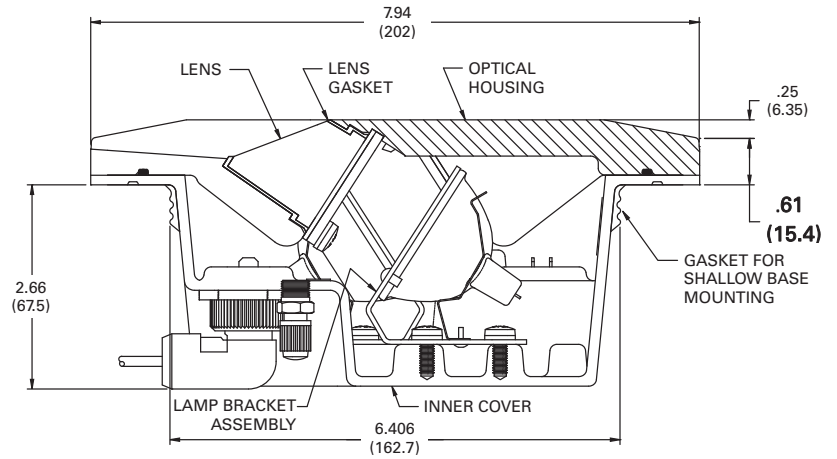 7.94
(202)
LENS
LENS
GASKET
OPTICAL
HOUSING
.25
(6.35)
.61
(15.4)
GASKET FOR
SHALLOW BASE
MOUNTING
2.66
(67.5)
LAMP BRACKET
ASSEMBLY
INNER COVER
6.406
(162.7)